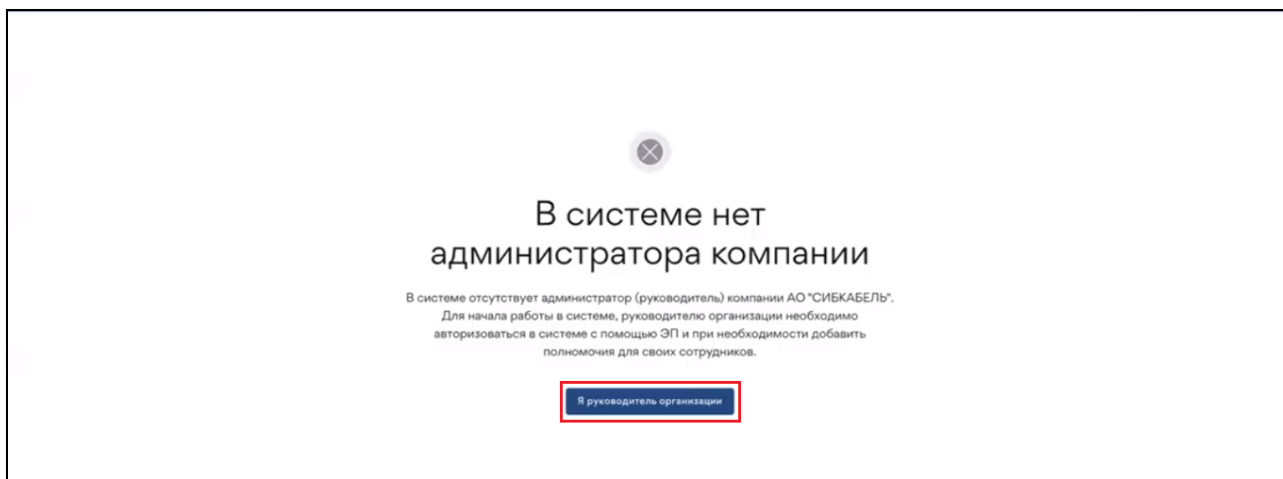 В системе нет
администратора компании
В системе отсутствует администратор (руководитель) компании АО "СИБКАБЕЛЬ".
Для начала работы в системе, руководителю организации необходимо
авторизоваться в системе с помощью ЭП и при необходимости добавить
полномочия для своих сотрудников.
Я руководитель организации